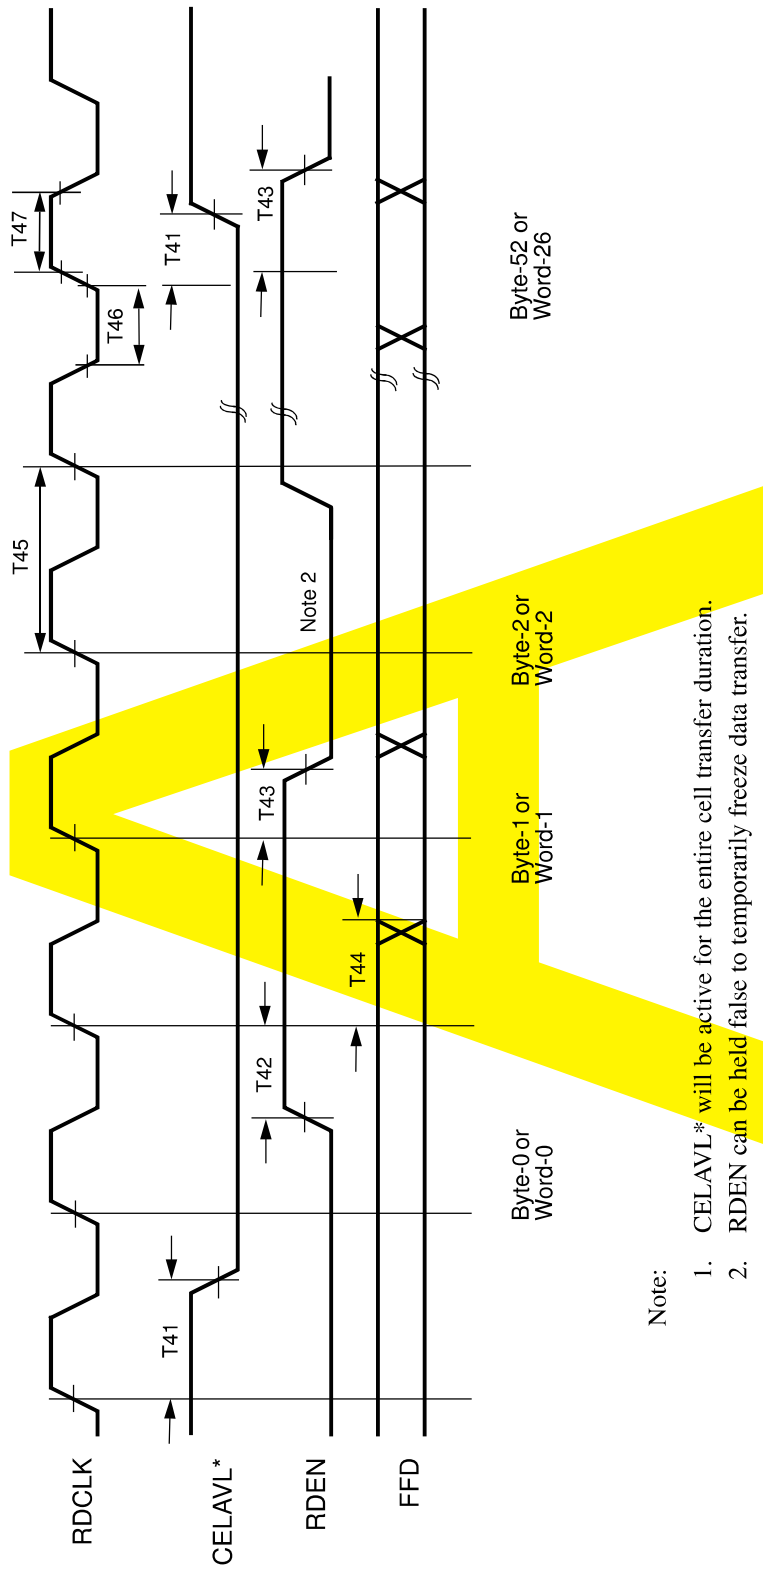 RDCLK
T45
T46
T47
CELAVL*
T41
T41
RDEN
T42
T43
Note 2
T43
FFD
T44
Byte-0 or
Word-0
Byte-1 or
Word-1
Byte-2 or
Word-2
Byte-52 or
Word-26
Note:
1. CELAVL* will be active for the entire cell transfer duration.
2. RDEN can be held false to temporarily freeze data transfer.